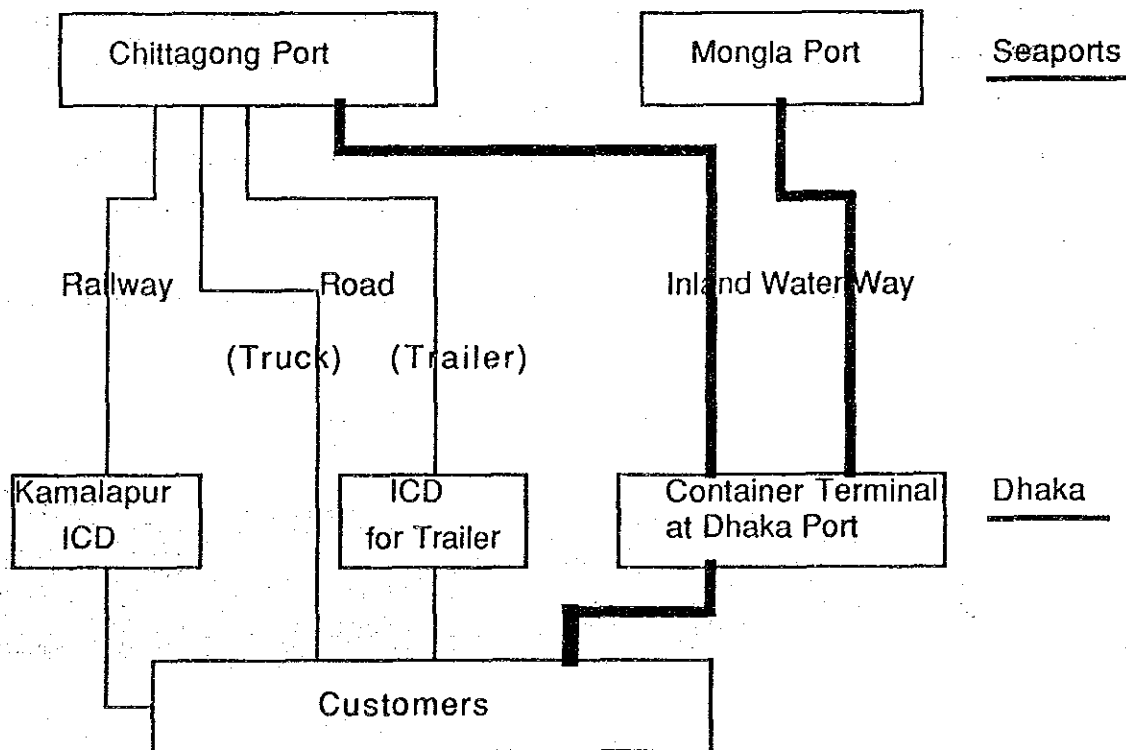 Chittagong Port
Mongla Port
Seaports
Railway
Road
Inland Water Way
(Truck)
(Trailer)
Kamalapur
ICD
ICD
for Trailer
Container Terminal
at Dhaka Port
Dhaka
Customers